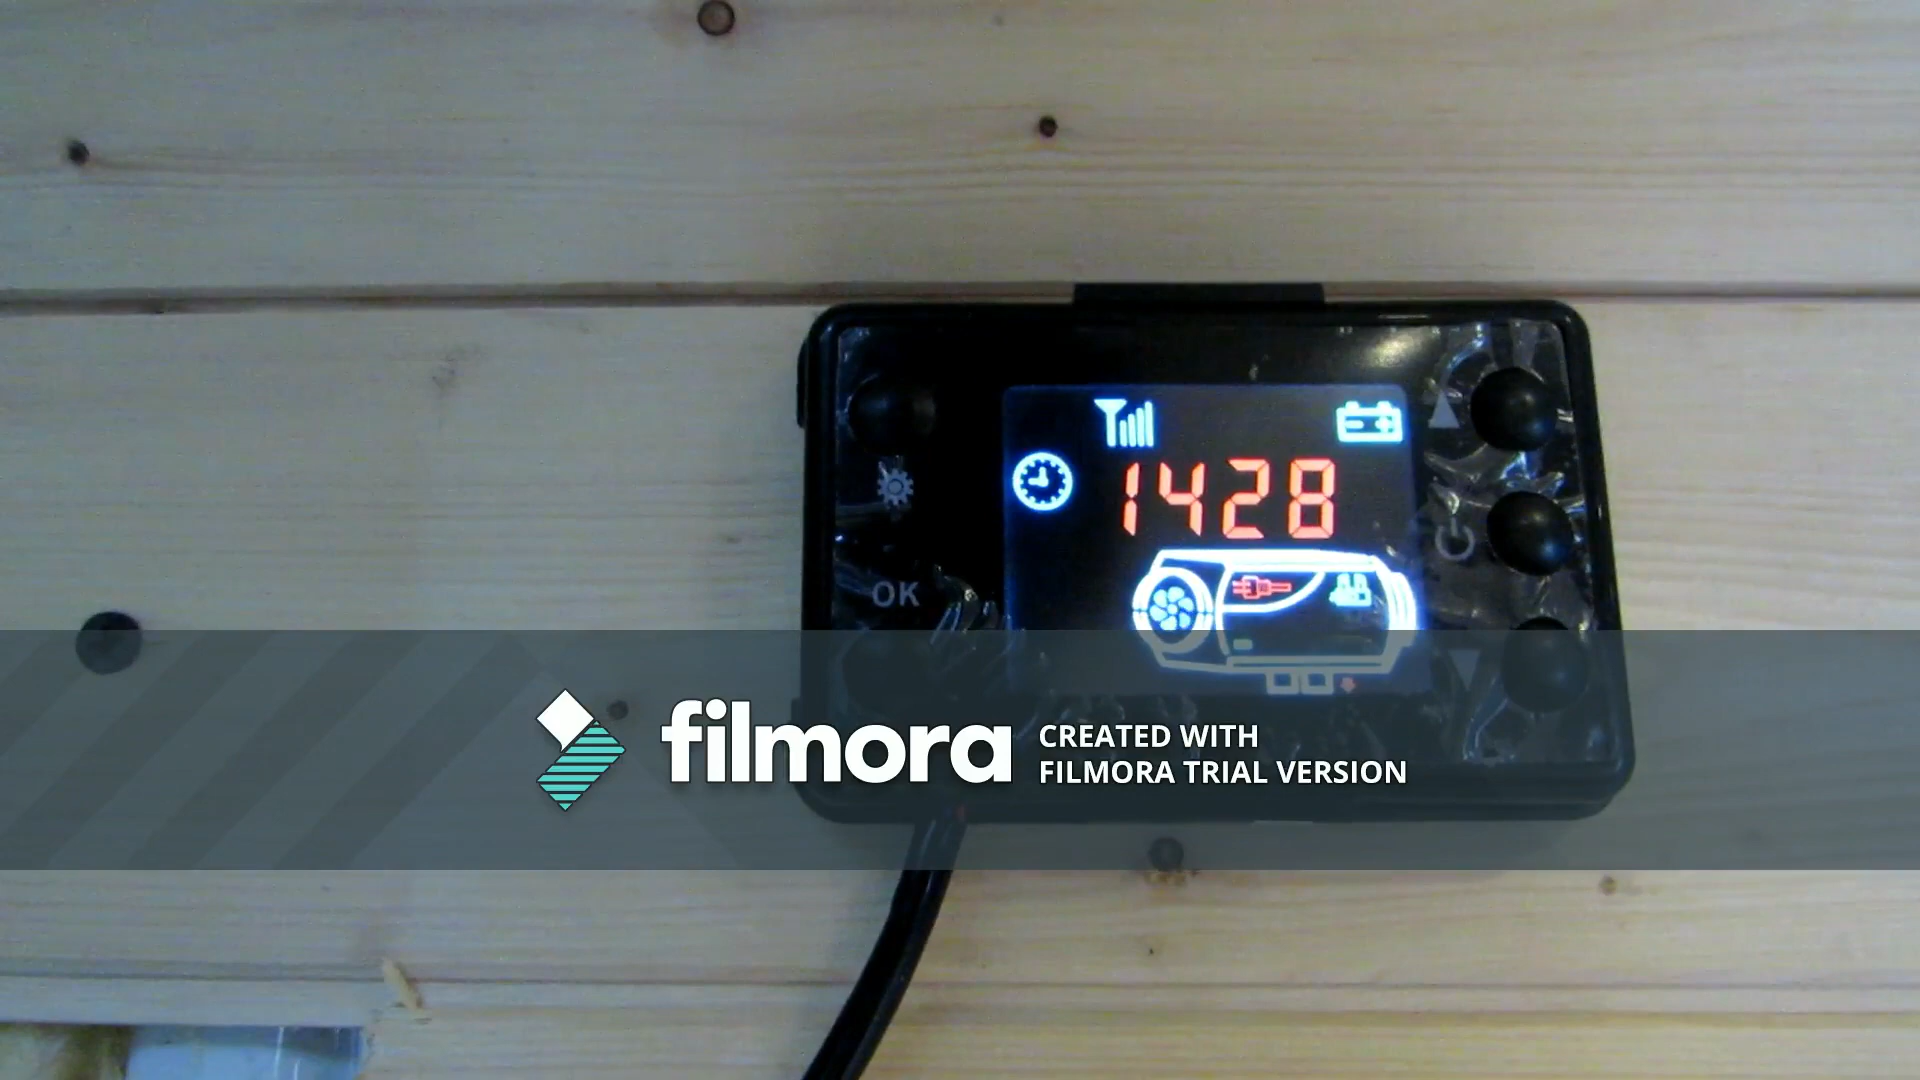 1428
OK
filmora
CREATED WITH
FILMORA TRIAL VERSION